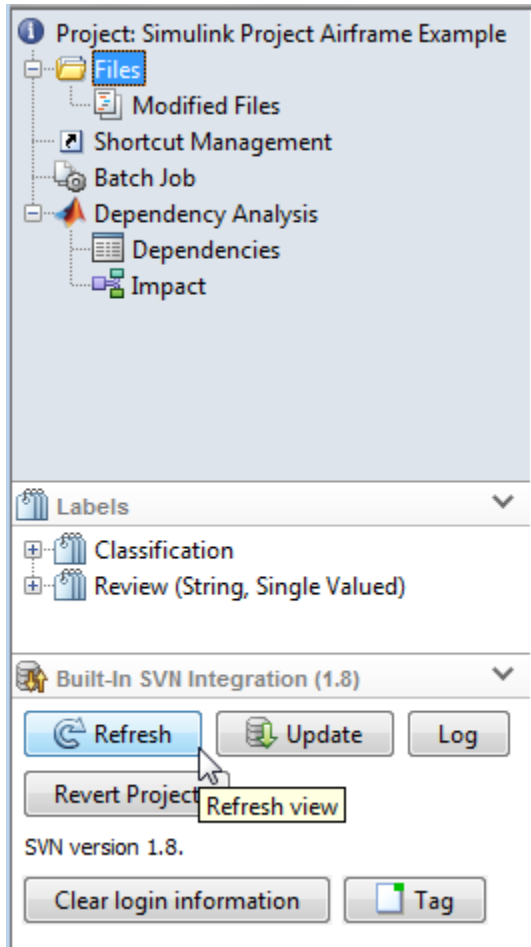 Project: Simulink Project Airframe Example
Files
Modified Files
Shortcut Management
Batch Job
Dependency Analysis
Dependencies
Impact
Labels
Classification
Review (String, Single Valued)
Built-In SVN Integration (1.8)
Refresh Update Log
Revert Project
Refresh view
SVN version 1.8.
Clear login information Tag